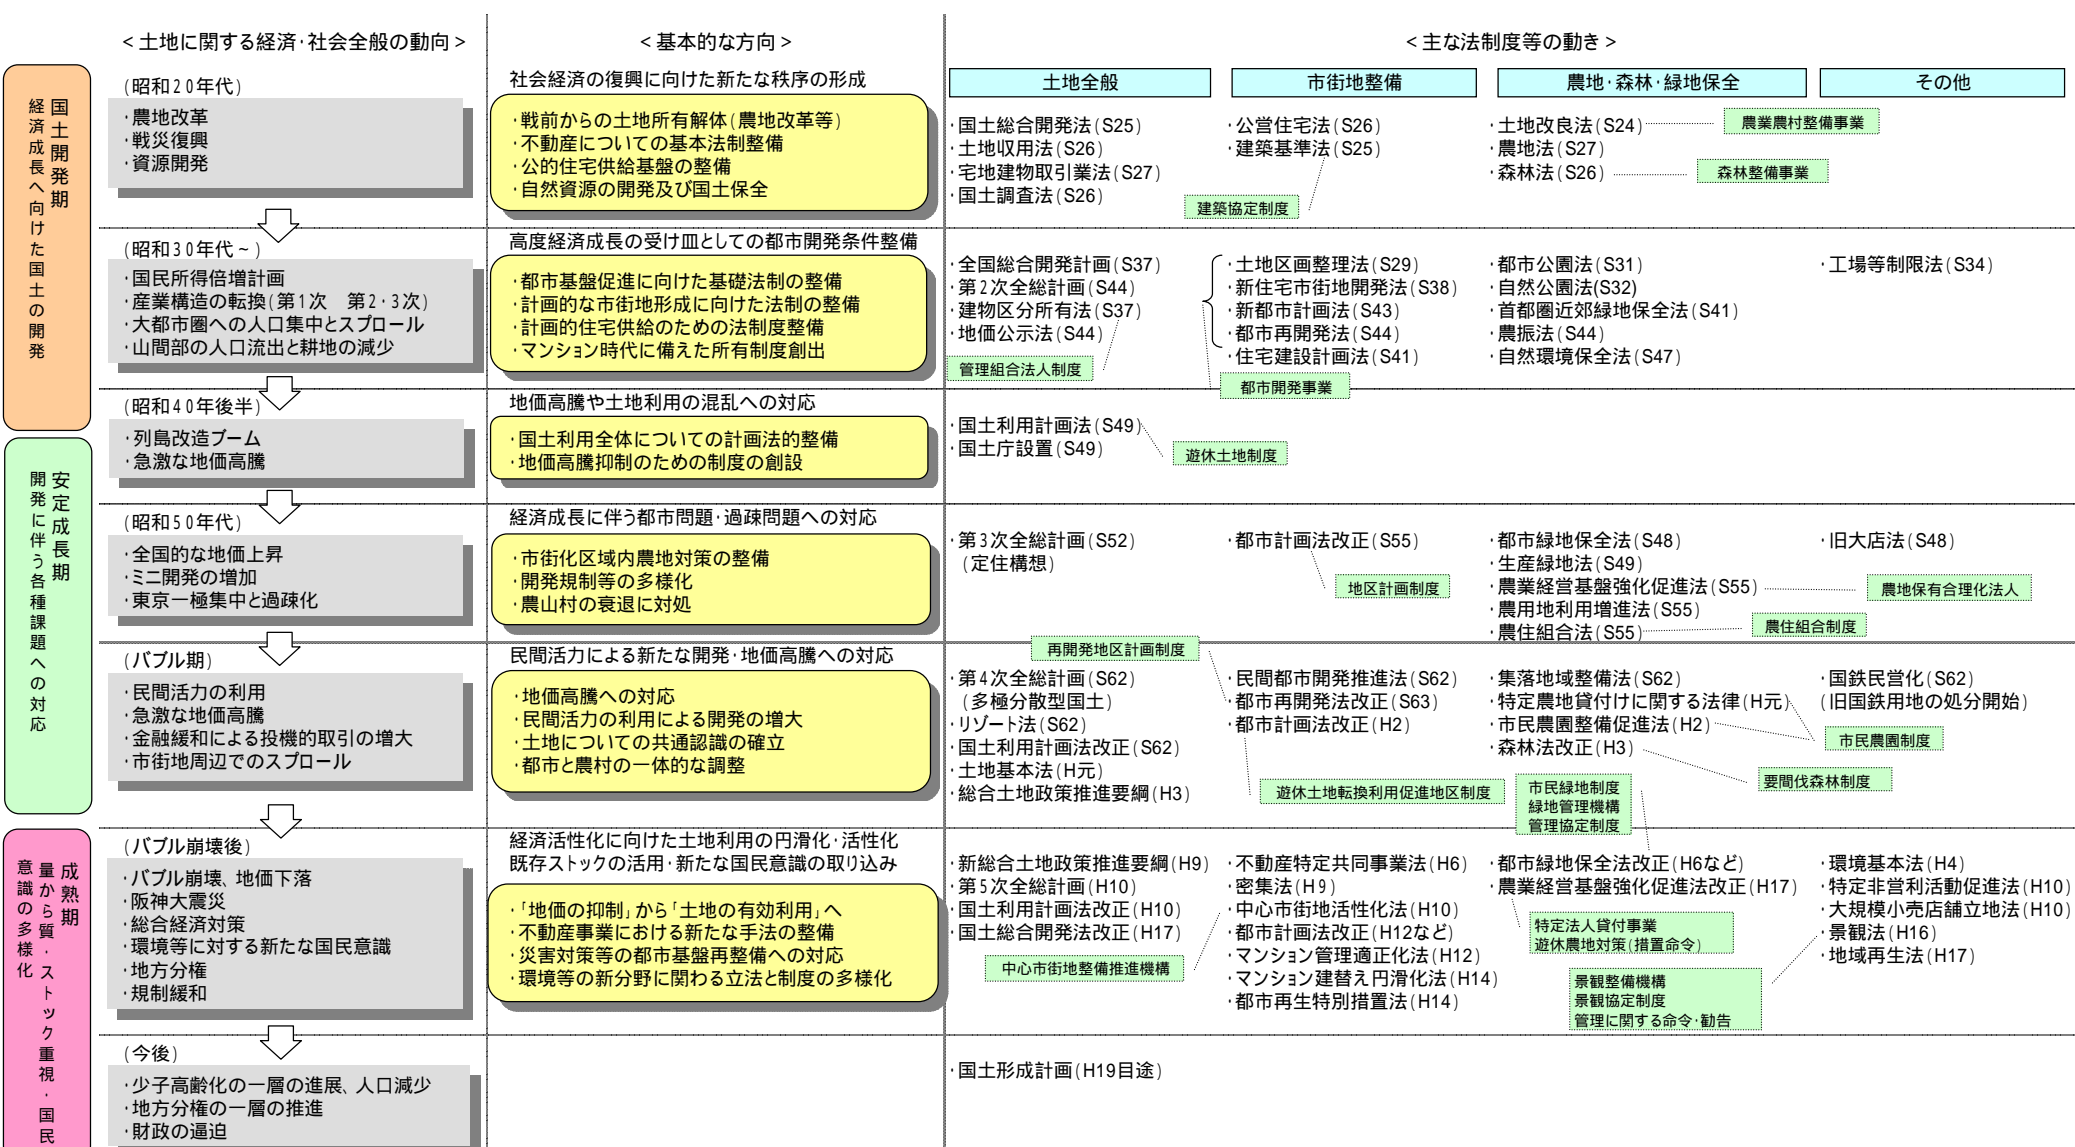 <土地に関する経済・社会全般の動向>
<基本的な方向>
<主な法制度等の動き>
土地全般
市街地整備
農地・森林・緑地保全
その他
国土開発期
経済成長へ向けた国土の開発
(昭和20年代)
・農地改革
・戦災復興
・資源開発
社会経済の復興に向けた新たな秩序の形成
・戦前からの土地所有解体(農地改革等)
・不動産についての基本法制整備
・公的住宅供給基盤の整備
・自然資源の開発及び国土保全
・国土総合開発法(S25)
・土地収用法(S26)
・宅地建物取引業法(S27)
・国土調査法(S26)
・公営住宅法(S26)
・建築基準法(S25)
建築協定制度
・土地改良法(S24)
・農地法(S27)
・森林法(S26)
農業農村整備事業
森林整備事業
(昭和30年代~)
・国民所得倍増計画
・産業構造の転換(第1次 第2・3次)
・大都市圏への人口集中とスプロール
・山間部の人口流出と耕地の減少
高度経済成長の受け皿としての都市開発条件整備
・都市基盤促進に向けた基礎法制の整備
・計画的な市街地形成に向けた法制の整備
・計画的住宅供給のための法制度整備
・マンション時代に備えた所有制度創出
・全国総合開発計画(S37)
・第2次全総計画(S44)
・建物区分所有法(S37)
・地価公示法(S44)
管理組合法人制度
・土地区画整理法(S29)
・新住宅市街地開発法(S38)
・新都市計画法(S43)
・都市再開発法(S44)
・住宅建設計画法(S41)
都市開発事業
・都市公園法(S31)
・自然公園法(S32)
・首都圏近郊緑地保全法(S41)
・農振法(S44)
・自然環境保全法(S47)
・工場等制限法(S34)
(昭和40年後半)
・列島改造ブーム
・急激な地価高騰
地価高騰や土地利用の混乱への対応
・国土利用全体についての計画法的整備
・地価高騰抑制のための制度の創設
・国土利用計画法(S49)
・国土庁設置(S49)
遊休土地制度
安定成長期
開発に伴う各種課題への対応
(昭和50年代)
・全国的な地価上昇
・ミニ開発の増加
・東京一極集中と過疎化
経済成長に伴う都市問題・過疎問題への対応
・市街化区域内農地対策の整備
・開発規制等の多様化
・農山村の衰退に対処
・第3次全総計画(S52)
(定住構想)
・都市計画法改正(S55)
地区計画制度
・都市緑地保全法(S48)
・生産緑地法(S49)
・農業経営基盤強化促進法(S55)
・農用地利用増進法(S55)
・農住組合法(S55)
農地保有合理化法人
農住組合制度
・旧大店法(S48)
(バブル期)
・民間活力の利用
・急激な地価高騰
・金融緩和による投機的取引の増大
・市街地周辺でのスプロール
民間活力による新たな開発・地価高騰への対応
・地価高騰への対応
・民間活力の利用による開発の増大
・土地についての共通認識の確立
・都市と農村の一体的な調整
再開発地区計画制度
・第4次全総計画(S62)
(多極分散型国土)
・リゾート法(S62)
・国土利用計画法改正(S62)
・土地基本法(H元)
・総合土地政策推進要綱(H3)
・民間都市開発推進法(S62)
・都市再開発法改正(S63)
・都市計画法改正(H2)
遊休土地転換利用促進地区制度
・集落地域整備法(S62)
・特定農地貸付けに関する法律(H元)
・市民農園整備促進法(H2)
・森林法改正(H3)
・国鉄民営化(S62)
(旧国鉄用地の処分開始)
市民農園制度
要間伐森林制度
市民緑地制度
緑地管理機構
管理協定制度
成熟期
量から質・ストック重視・国民
意識の多様化
(バブル崩壊後)
・バブル崩壊、地価下落
・阪神大震災
・総合経済対策
・環境等に対する新たな国民意識
・地方分権
・規制緩和
経済活性化に向けた土地利用の円滑化・活性化
既存ストックの活用・新たな国民意識の取り込み
・「地価の抑制」から「土地の有効利用」へ
・不動産事業における新たな手法の整備
・災害対策等の都市基盤再整備への対応
・環境等の新分野に関わる立法と制度の多様化
・新総合土地政策推進要綱(H9)
・第5次全総計画(H10)
・国土利用計画法改正(H10)
・国土総合開発法改正(H17)
中心市街地整備推進機構
・不動産特定共同事業法(H6)
・密集法(H9)
・中心市街地活性化法(H10)
・都市計画法改正(H12など)
・マンション管理適正化法(H12)
・マンション建替え円滑化法(H14)
・都市再生特別措置法(H14)
・都市緑地保全法改正(H6など)
・農業経営基盤強化促進法改正(H17)
特定法人貸付事業
遊休農地対策(措置命令)
景観整備機構
景観協定制度
管理に関する命令・勧告
・環境基本法(H4)
・特定非営利活動促進法(H10)
・大規模小売店舗立地法(H10)
・景観法(H16)
・地域再生法(H17)
(今後)
・少子高齢化の一層の進展、人口減少
・地方分権の一層の推進
・財政の逼迫
・国土形成計画(H19目途)